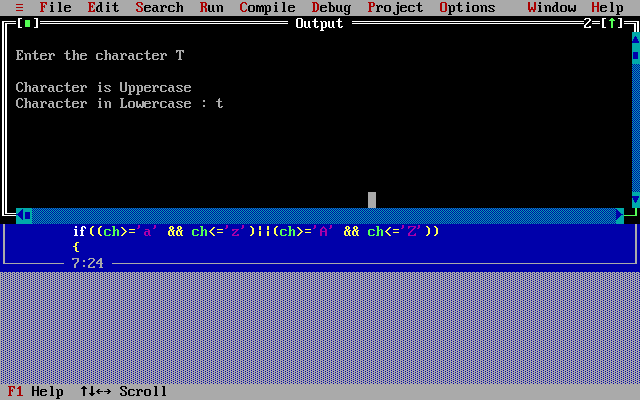 ≡ File Edit Search Run Compile Debug Project Options Window Help
[■] Output 2=[↑]
Enter the character T
Character is Uppercase
Character in Lowercase : t
if((ch>='a' && ch<='z')||(ch>='A' && ch<='Z'))
{
7:24
F1 Help ↑↓←→ Scroll